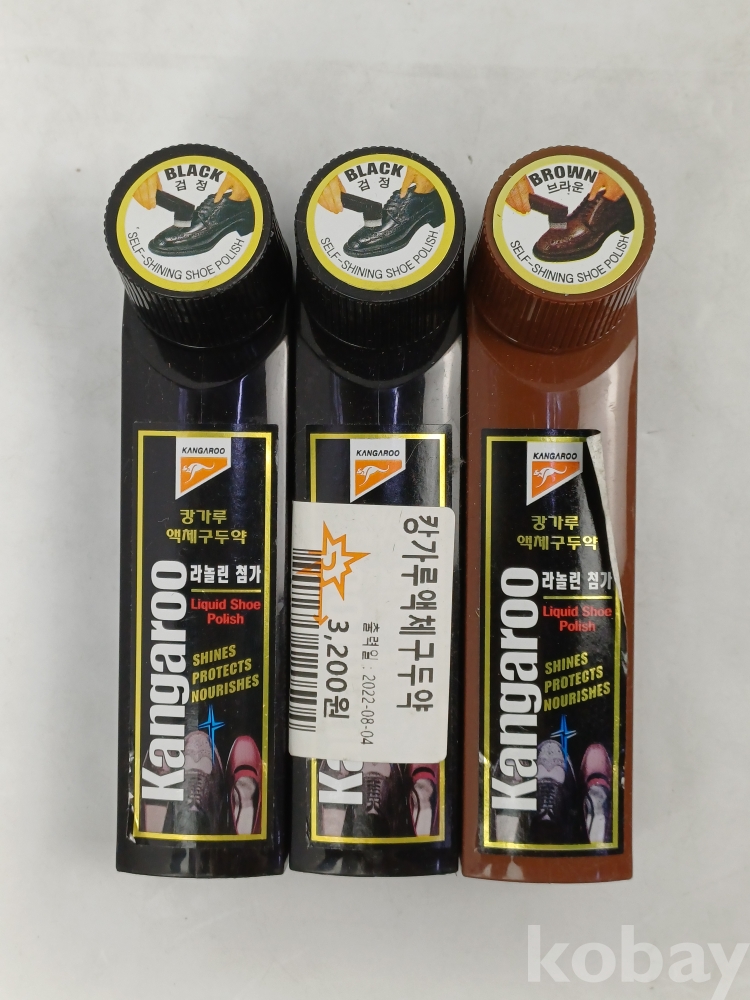 BLACK
검정
SELF-SHINING SHOE POLISH
BLACK
검정
SELF-SHINING SHOE POLISH
BROWN
브라운
SELF-SHINING SHOE POLISH
KANGAROO
캉가루
액체구두약
라놀린 첨가
Liquid Shoe
Polish
Kangaroo
SHINES
PROTECTS
NOURISHES
KANGAROO
캉가루액체구두약
출력일 : 2022-08-04
3,200원
Ka
KANGAROO
캉가루
액체구두약
라놀린 첨가
Liquid Shoe
Polish
Kangaroo
SHINES
PROTECTS
NOURISHES
kobay